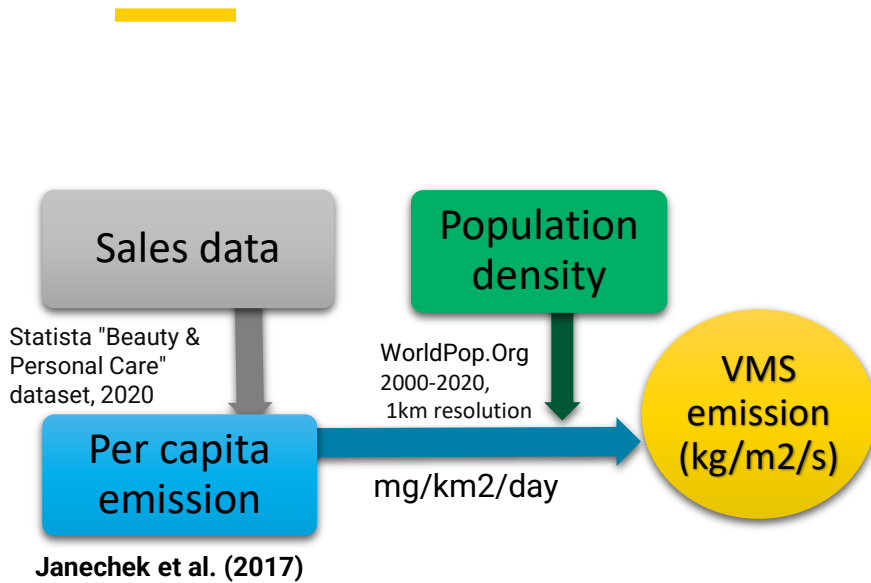 Sales data
Population
density
Statista "Beauty &
Personal Care"
dataset, 2020
WorldPop.Org
2000-2020,
1km resolution
VMS
emission
(kg/m2/s)
Per capita
emission
mg/km2/day
Janechek et al. (2017)